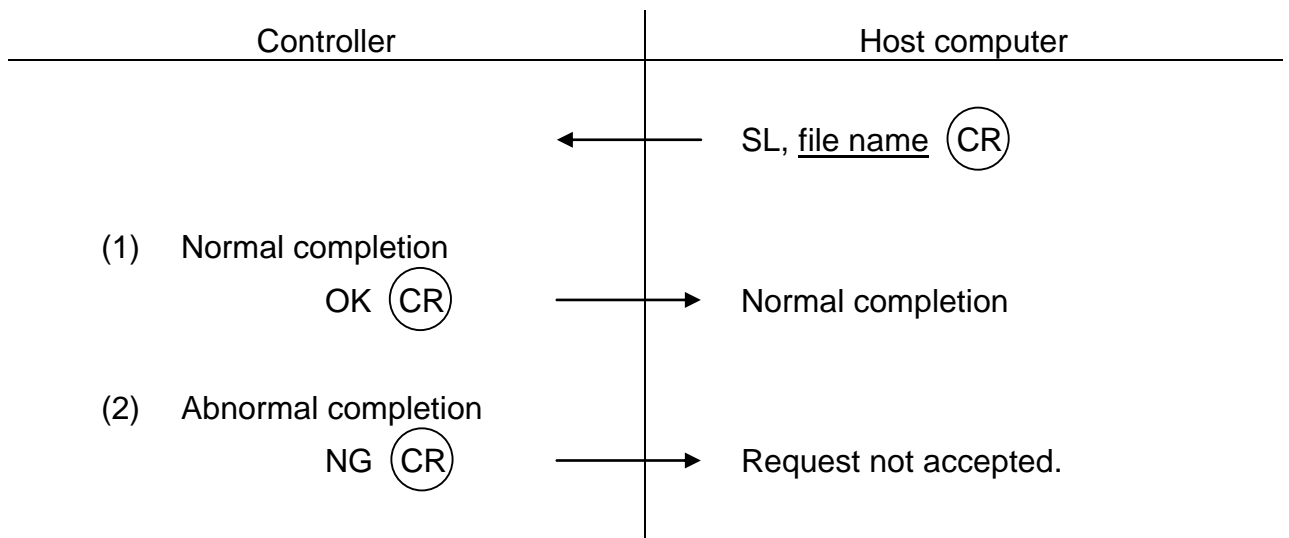 Controller Host computer
SL, file name CR
(1) Normal completion
OK CR Normal completion
(2) Abnormal completion
NG CR Request not accepted.